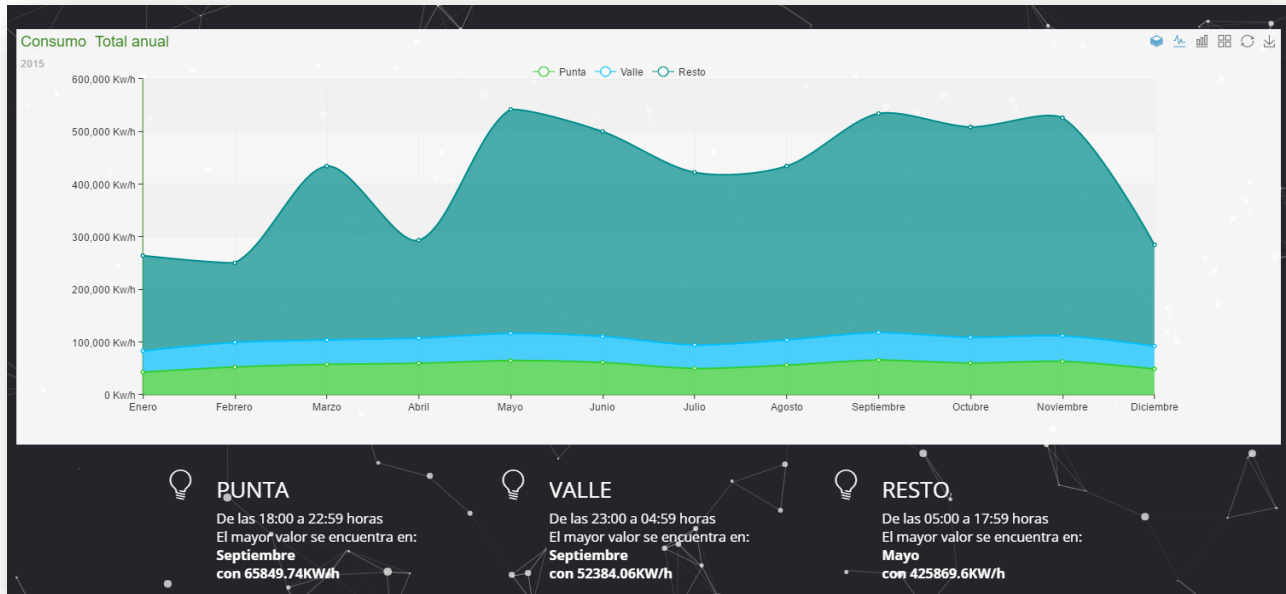 Consumo Total anual
2015
Punta Valle Resto
600,000 Kw/h
500,000 Kw/h
400,000 Kw/h
300,000 Kw/h
200,000 Kw/h
100,000 Kw/h
0 Kw/h
Enero Febrero Marzo Abril Mayo Junio Julio Agosto Septiembre Octubre Noviembre Diciembre
PUNTA
De las 18:00 a 22:59 horas
El mayor valor se encuentra en:
Septiembre
con 65849.74KW/h
VALLE
De las 23:00 a 04:59 horas
El mayor valor se encuentra en:
Septiembre
con 52384.06KW/h
RESTO
De las 05:00 a 17:59 horas
El mayor valor se encuentra en:
Mayo
con 425869.6KW/h